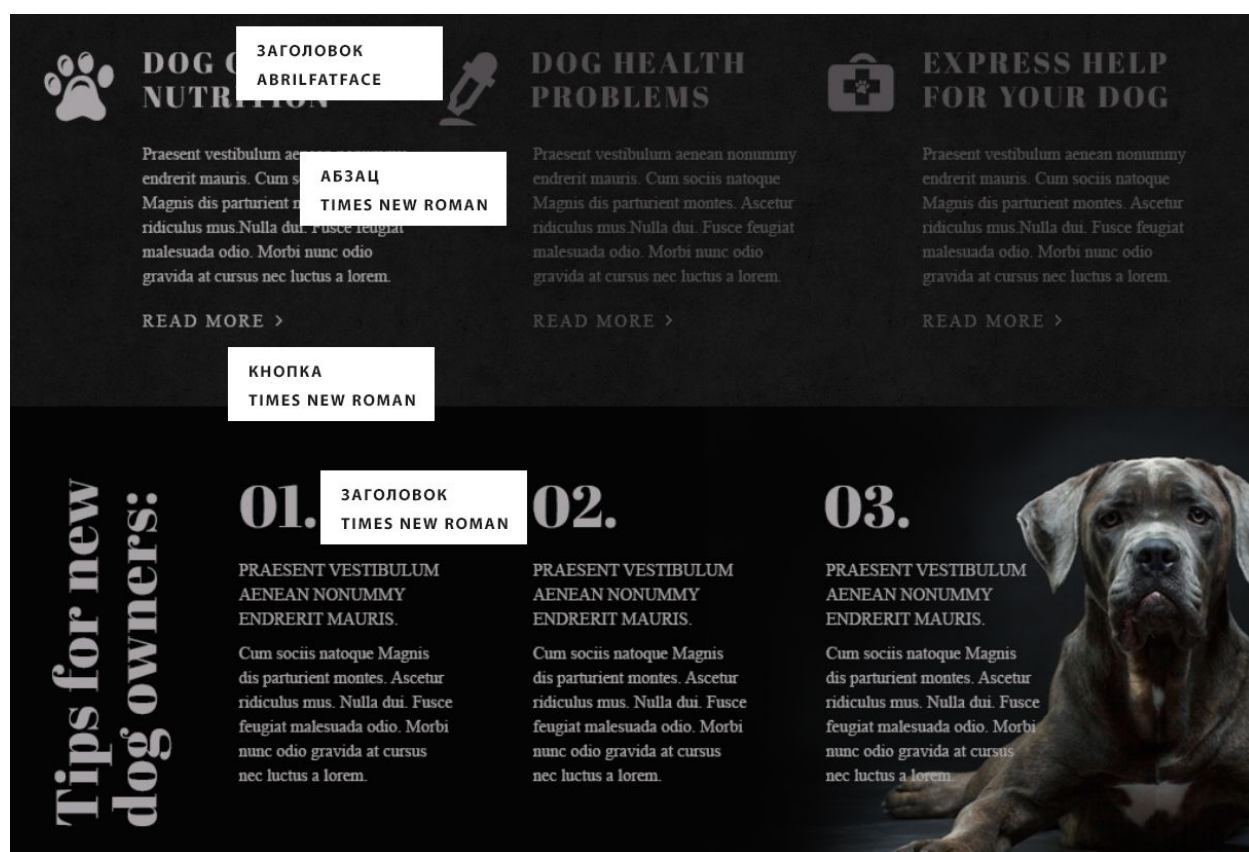 ЗАГОЛОВОК
ABRILFATFACE
DOG
NUTRITION
Praesent vestibulum
endrerit mauris. Cum
Magnis dis parturient
ridiculus mus.Nulla dui. Fusce feugiat
malesuada odio. Morbi nunc odio
gravida at cursus nec luctus a lorem.
READ MORE >
АБЗАЦ
TIMES NEW ROMAN
КНОПКА
TIMES NEW ROMAN
DOG HEALTH
PROBLEMS
Praesent vestibulum aenean nonummy
endrerit mauris. Cum sociis natoque
Magnis dis parturient montes. Ascetur
ridiculus mus.Nulla dui. Fusce feugiat
malesuada odio. Morbi nunc odio
gravida at cursus nec luctus a lorem.
READ MORE >
EXPRESS HELP
FOR YOUR DOG
Praesent vestibulum aenean nonummy
endrerit mauris. Cum sociis natoque
Magnis dis parturient montes. Ascetur
ridiculus mus.Nulla dui. Fusce feugiat
malesuada odio. Morbi nunc odio
gravida at cursus nec luctus a lorem.
READ MORE >
Tips for new
dog owners:
01.
ЗАГОЛОВОК
TIMES NEW ROMAN
PRAESENT VESTIBULUM
AENEAN NONUMMY
ENDRERIT MAURIS.
Cum sociis natoque Magnis
dis parturient montes. Ascetur
ridiculus mus. Nulla dui. Fusce
feugiat malesuada odio. Morbi
nunc odio gravida at cursus
nec luctus a lorem.
02.
PRAESENT VESTIBULUM
AENEAN NONUMMY
ENDRERIT MAURIS.
Cum sociis natoque Magnis
dis parturient montes. Ascetur
ridiculus mus. Nulla dui. Fusce
feugiat malesuada odio. Morbi
nunc odio gravida at cursus
nec luctus a lorem.
03.
PRAESENT VESTIBULUM
AENEAN NONUMMY
ENDRERIT MAURIS.
Cum sociis natoque Magnis
dis parturient montes. Ascetur
ridiculus mus. Nulla dui. Fusce
feugiat malesuada odio. Morbi
nunc odio gravida at cursus
nec luctus a lorem.